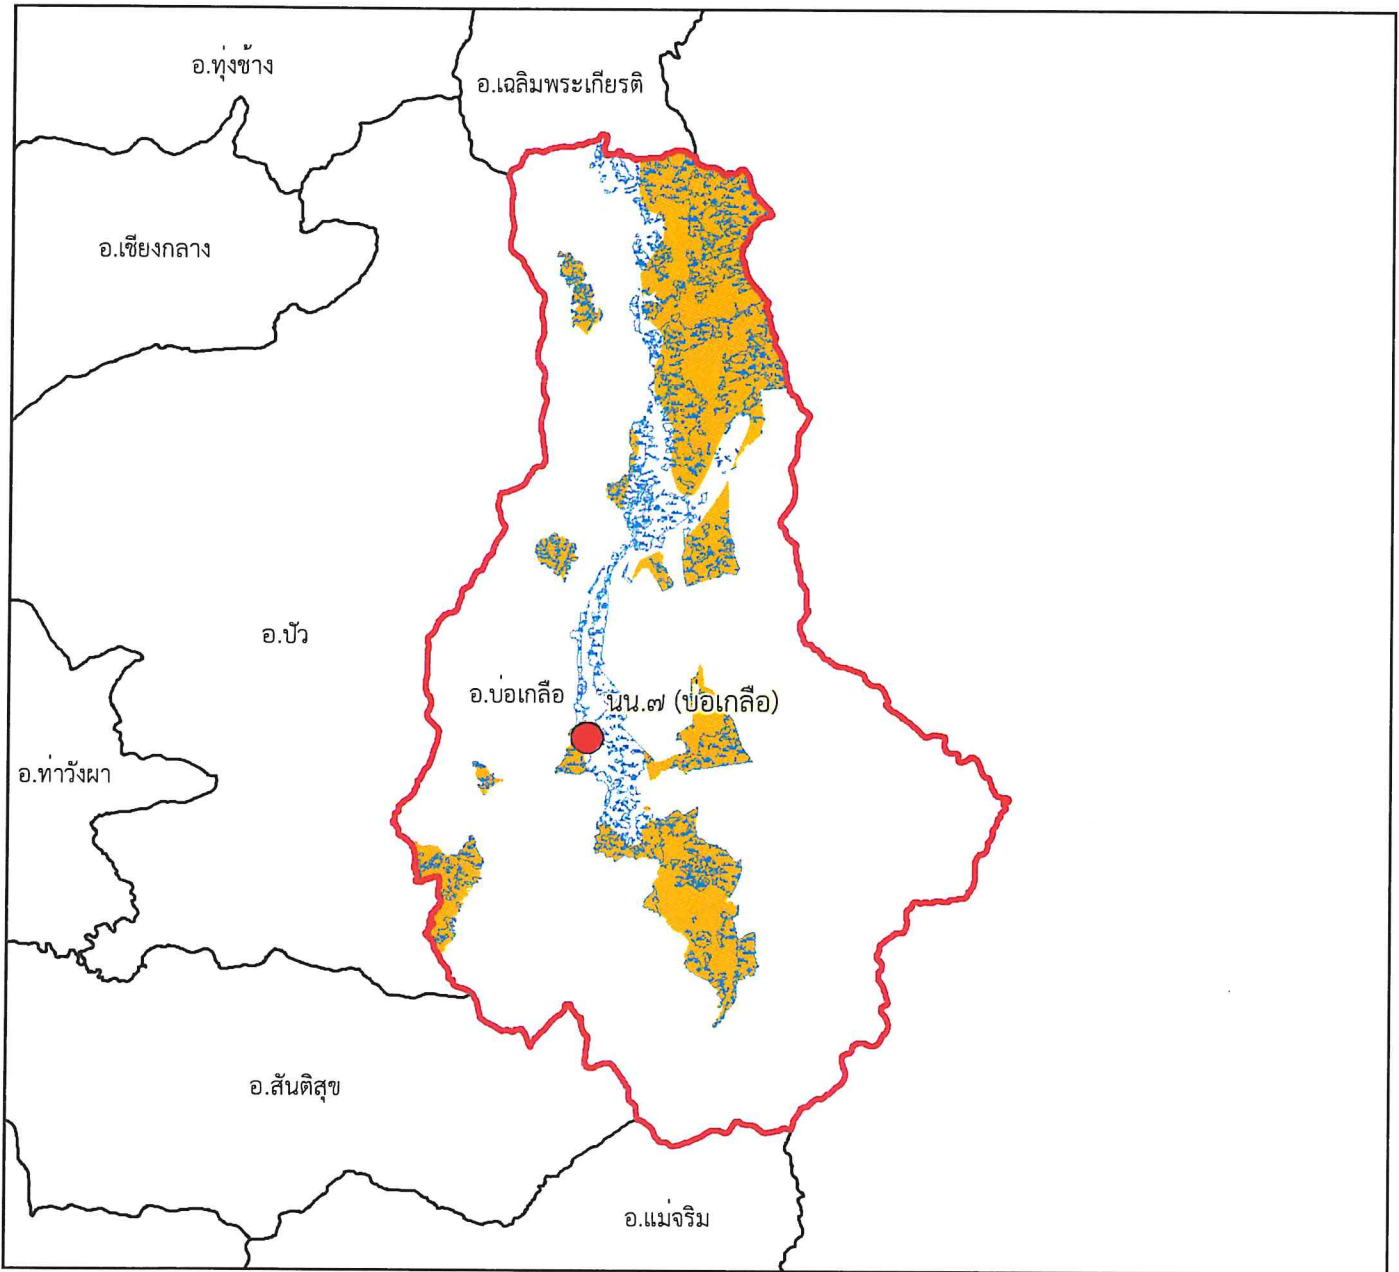 อ.ทุ่งช้าง
อ.เฉลิมพระเกียรติ
อ.เชียงกลาง
อ.ปัว
อ.บ่อเกลือ
นน.๗ (บ่อเกลือ)
อ.ท่าวังผา
อ.สันติสุข
อ.แม่จริม